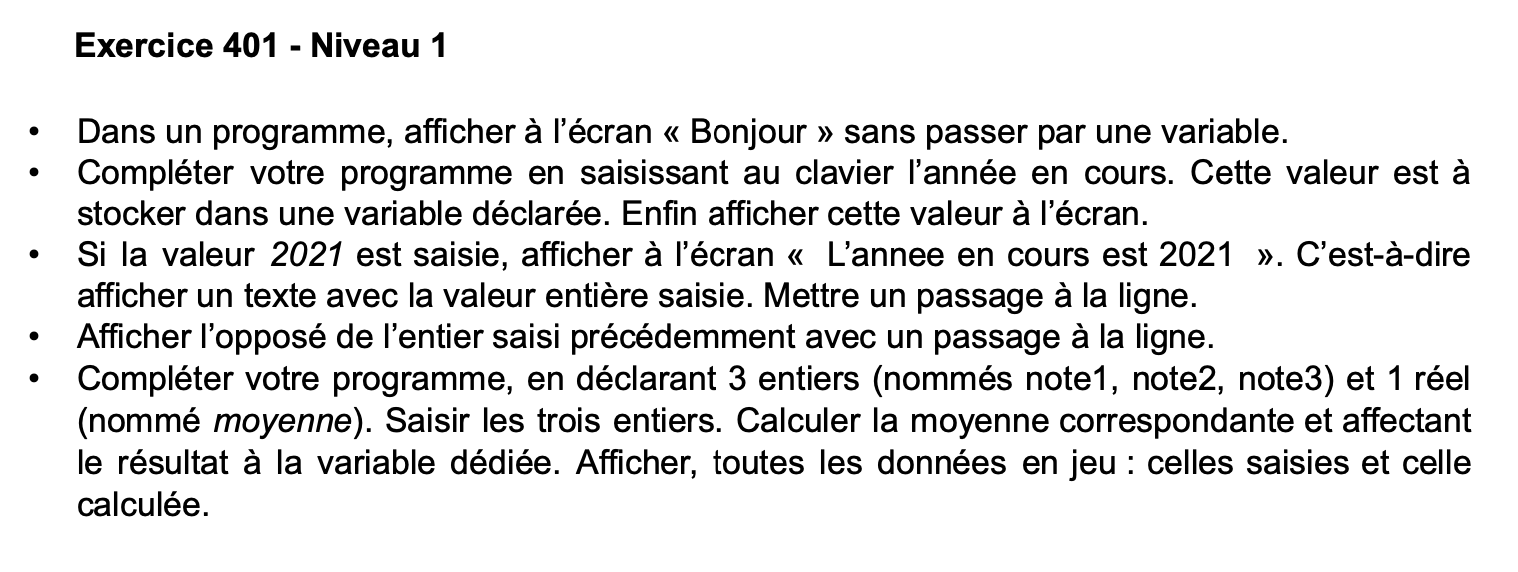 Exercice 401 - Niveau 1
• Dans un programme, afficher à l’écran « Bonjour » sans passer par une variable.
• Compléter votre programme en saisissant au clavier l’année en cours. Cette valeur est à
stocker dans une variable déclarée. Enfin afficher cette valeur à l’écran.
• Si la valeur 2021 est saisie, afficher à l’écran «  L’annee en cours est 2021  ». C’est-à-dire
afficher un texte avec la valeur entière saisie. Mettre un passage à la ligne.
• Afficher l’opposé de l’entier saisi précédemment avec un passage à la ligne.
• Compléter votre programme, en déclarant 3 entiers (nommés note1, note2, note3) et 1 réel
(nommé moyenne). Saisir les trois entiers. Calculer la moyenne correspondante et affectant
le résultat à la variable dédiée. Afficher, toutes les données en jeu : celles saisies et celle
calculée.